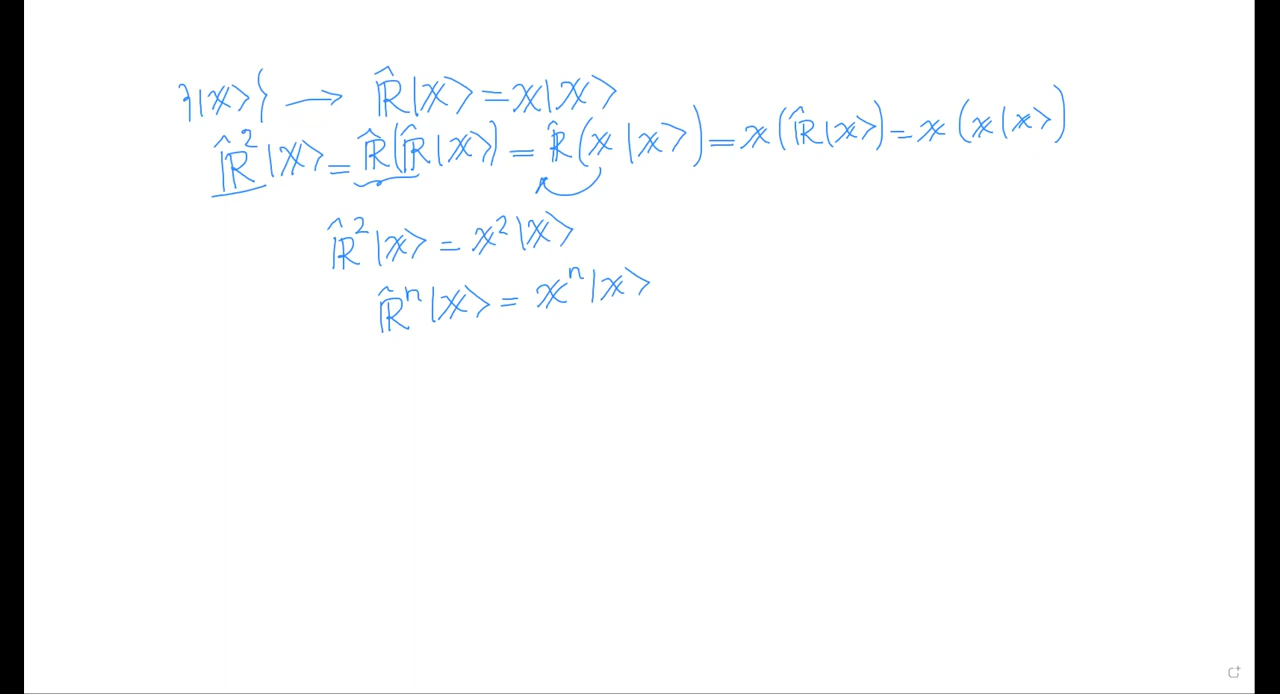 {|x⟩} → R̂|x⟩ = x|x⟩
R̂²|x⟩ = R̂(R̂|x⟩) = R̂(x|x⟩) = x(R̂|x⟩) = x(x|x⟩)
R̂²|x⟩ = x²|x⟩
R̂ⁿ|x⟩ = xⁿ|x⟩